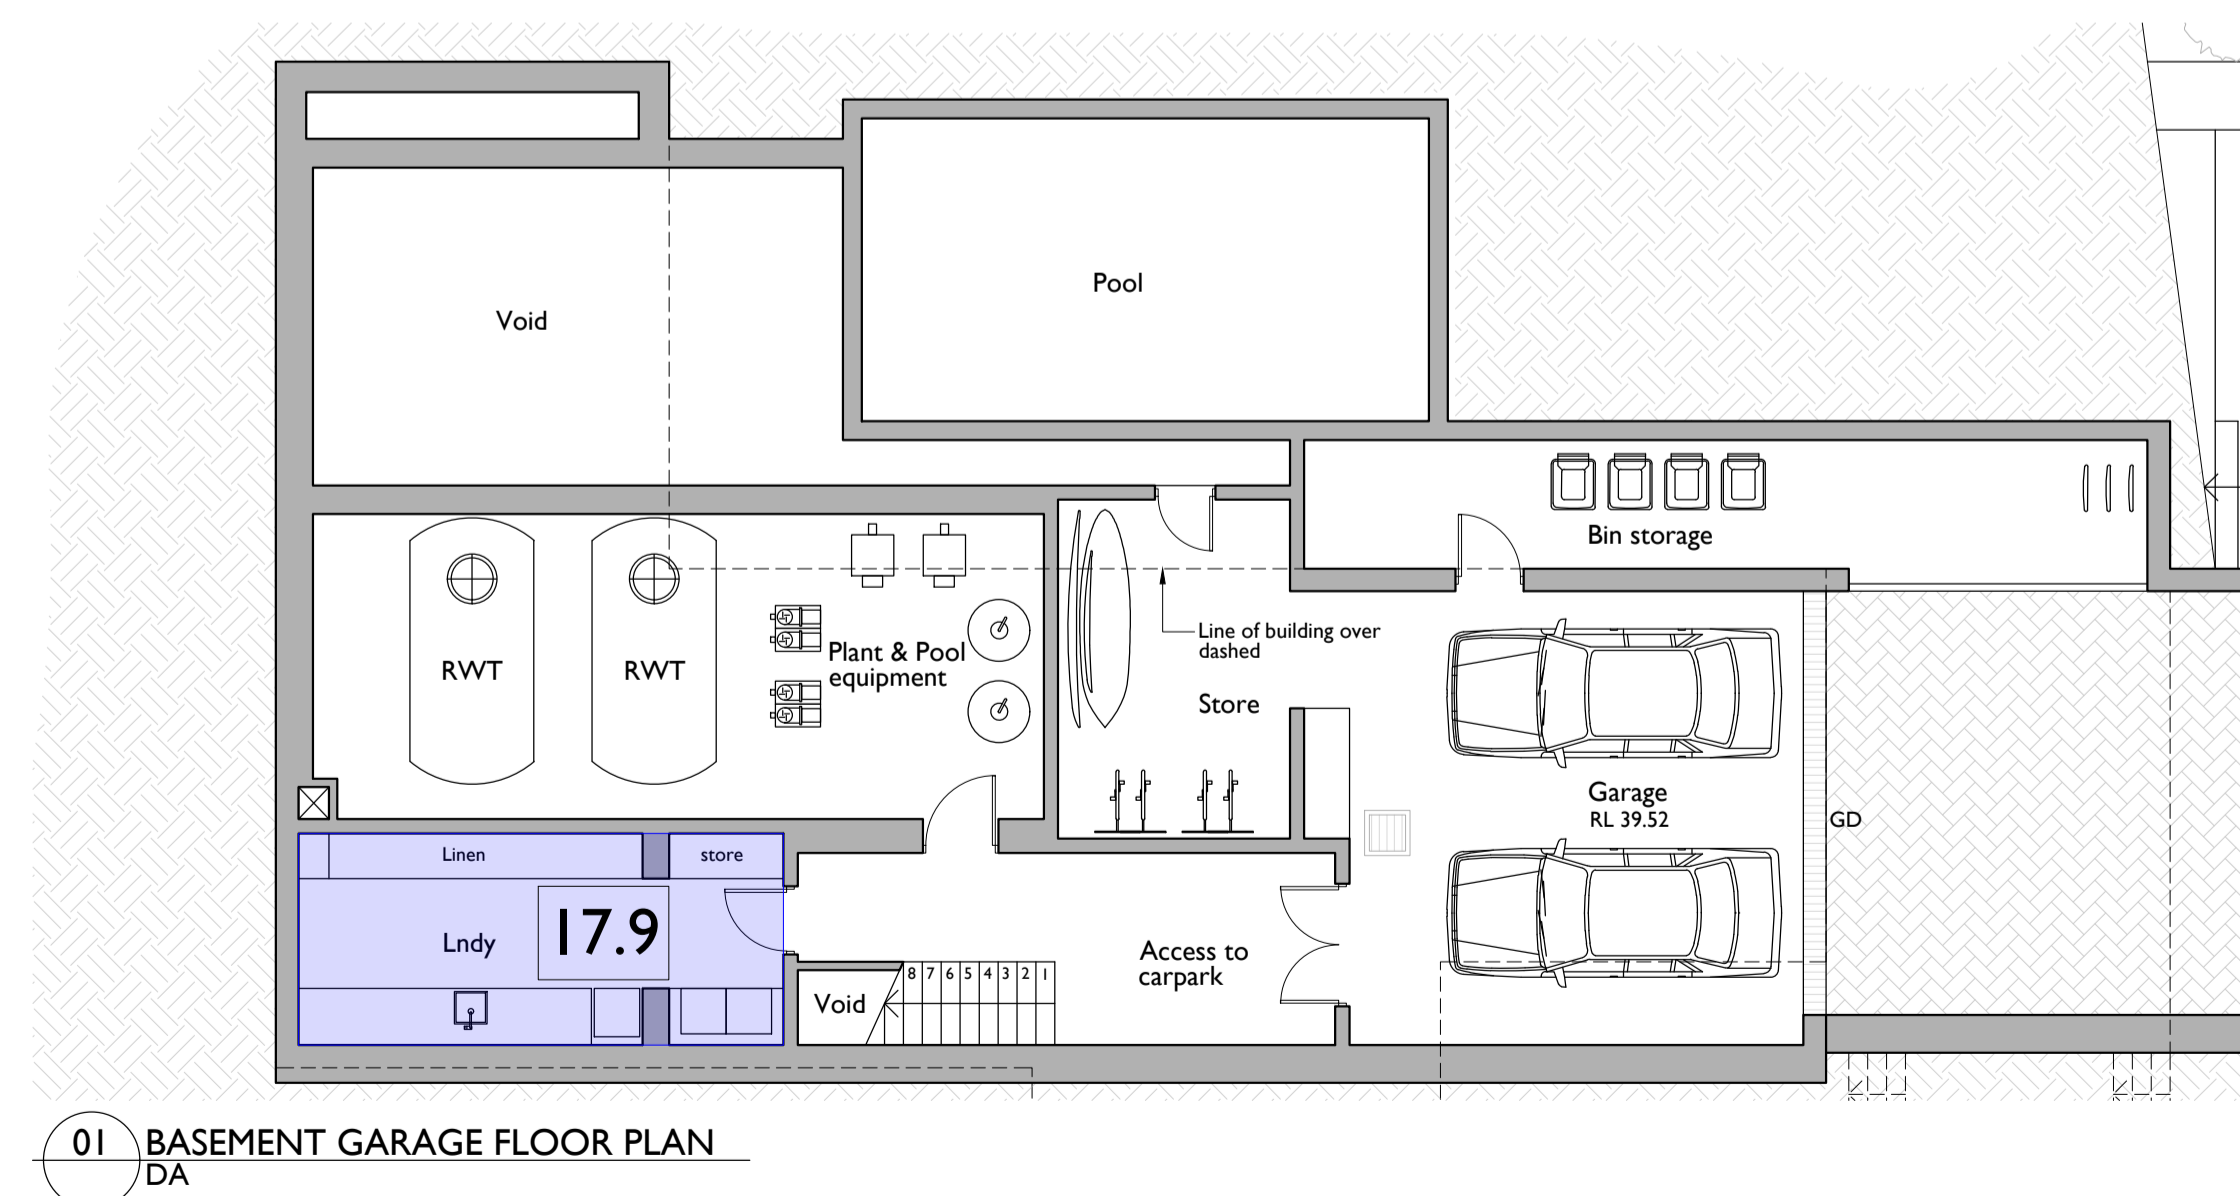 Pool
Void
Bin storage
Line of building over
dashed
Plant & Pool
equipment
RWT
RWT
Store
Garage
RL 39.52
GD
Linen
store
17.9
Lndy
Access to
carpark
8 7 6 5 4 3 2 1
Void
01
BASEMENT GARAGE FLOOR PLAN
DA